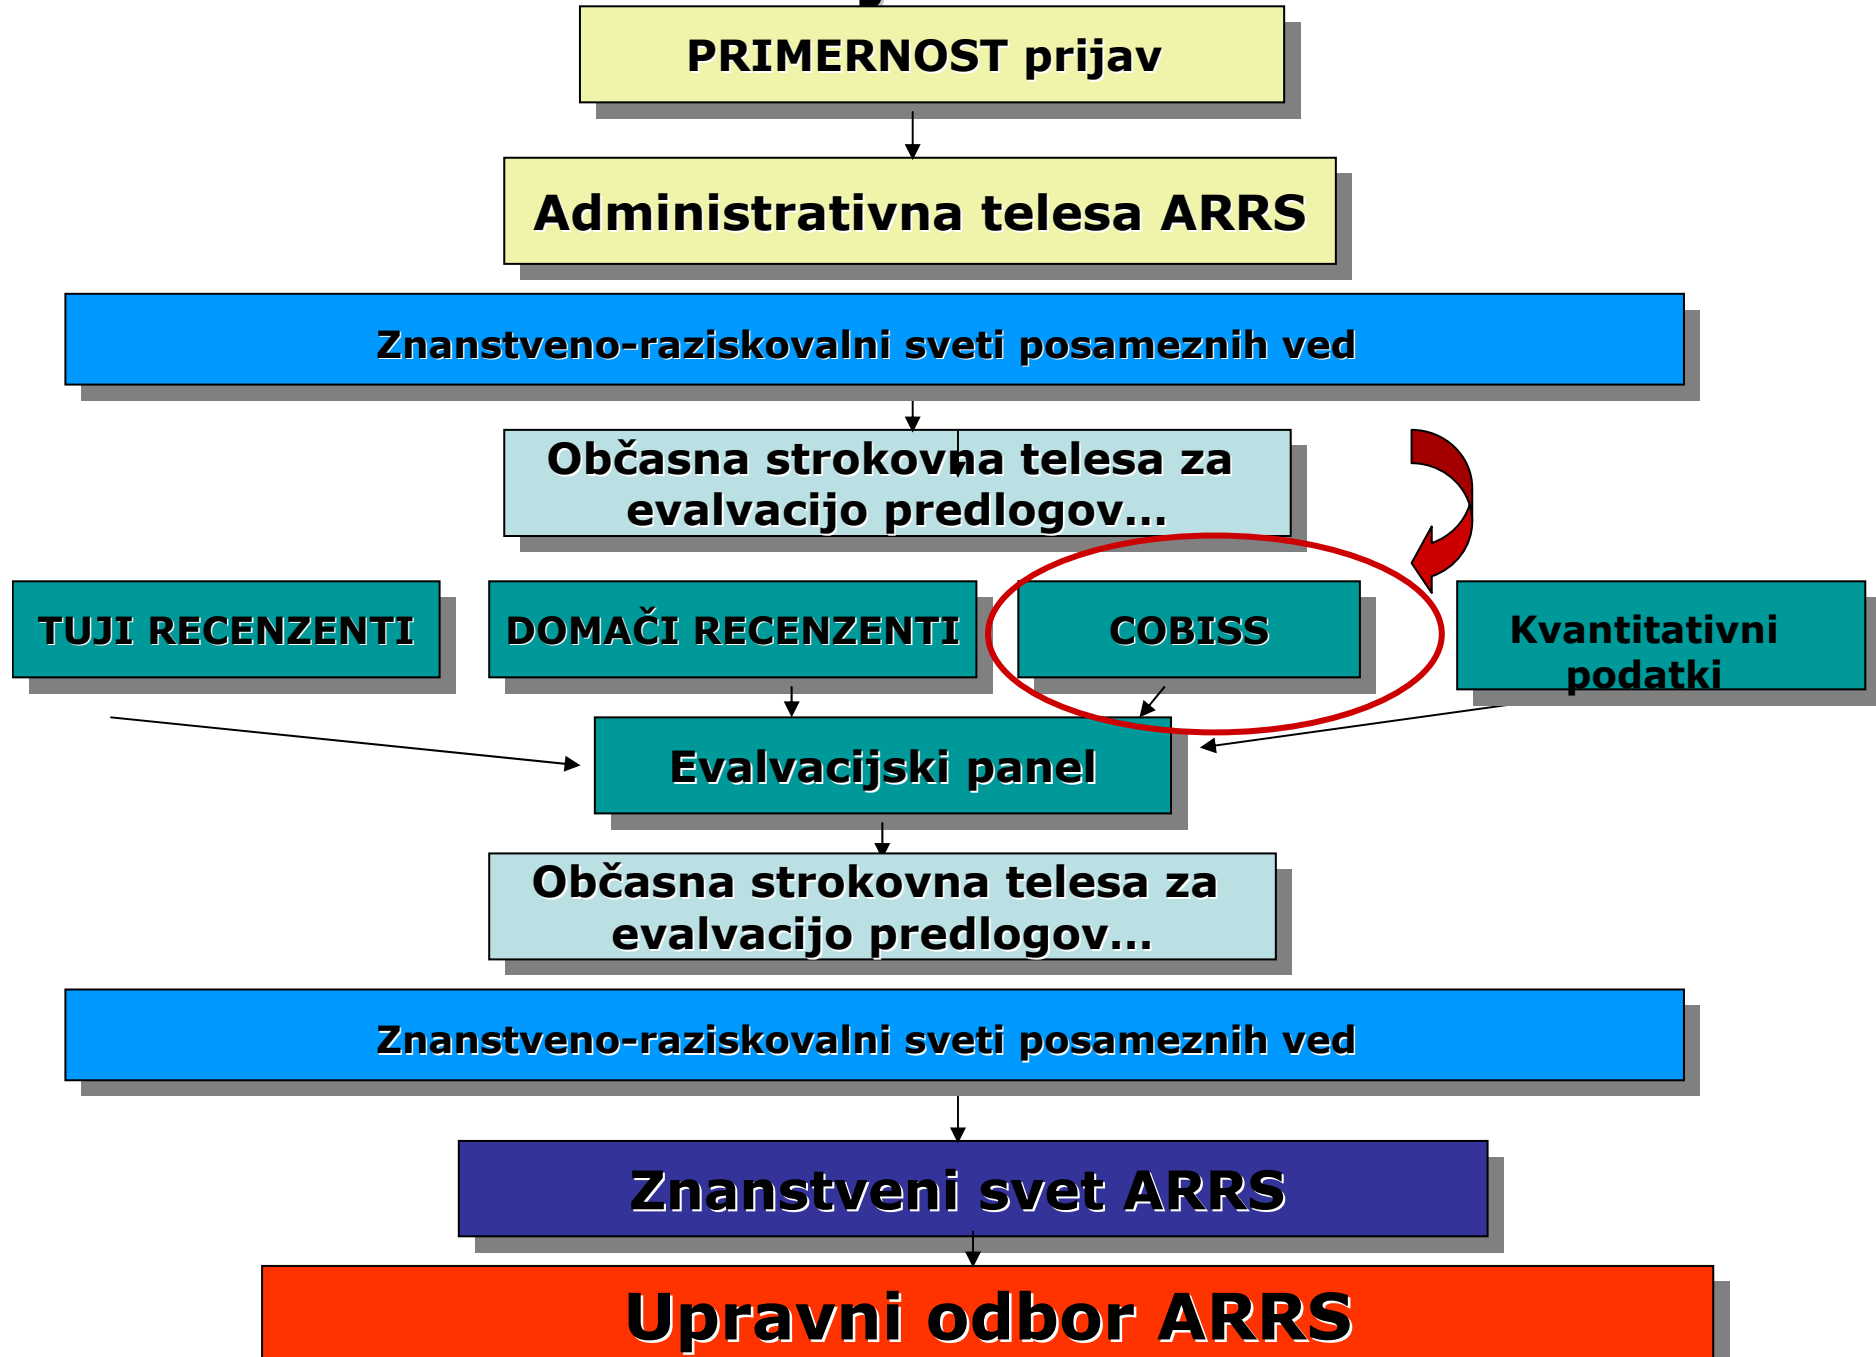 PRIMERNOST prijav
Administrativna telesa ARRS
Znanstveno-raziskovalni sveti posameznih ved
Občasna strokovna telesa za
evalvacijo predlogov...
TUJI RECENZENTI
DOMAČI RECENZENTI
COBISS
Kvantitativni
podatki
Evalvacijski panel
Občasna strokovna telesa za
evalvacijo predlogov...
Znanstveno-raziskovalni sveti posameznih ved
Znanstveni svet ARRS
Upravni odbor ARRS